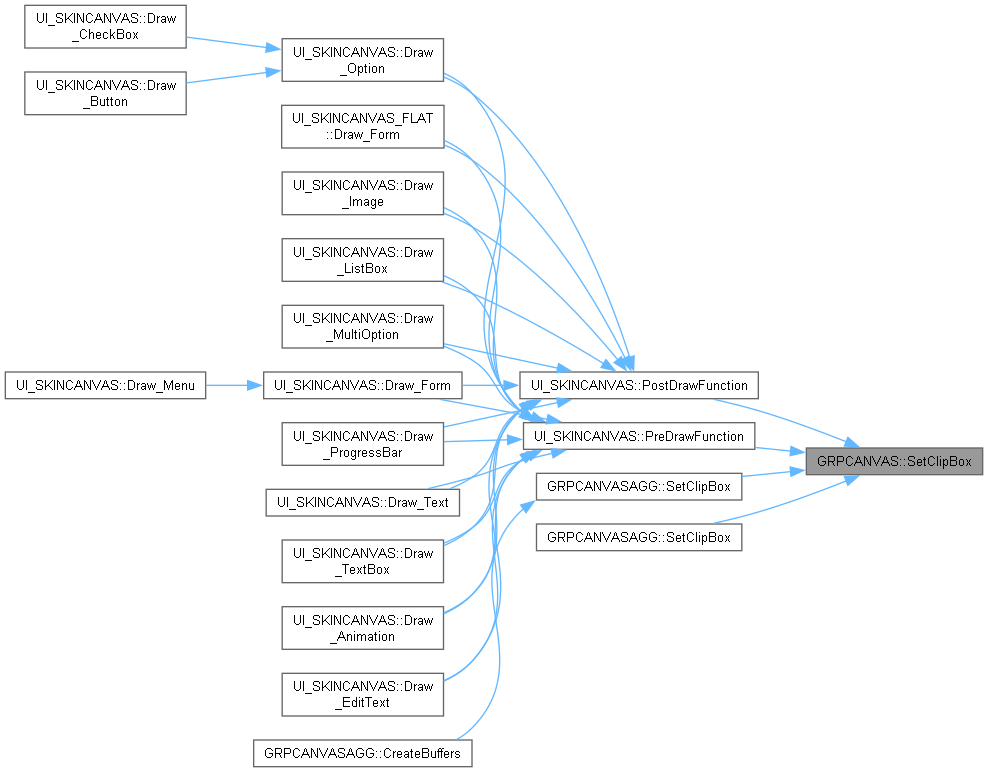 UI_SKINCANVAS::Draw
_CheckBox
UI_SKINCANVAS::Draw
_Button
UI_SKINCANVAS::Draw
_Option
UI_SKINCANVAS_FLAT
::Draw_Form
UI_SKINCANVAS::Draw
_Image
UI_SKINCANVAS::Draw
_ListBox
UI_SKINCANVAS::Draw
_MultiOption
UI_SKINCANVAS::Draw_Menu
UI_SKINCANVAS::Draw_Form
UI_SKINCANVAS::PostDrawFunction
UI_SKINCANVAS::Draw
_ProgressBar
UI_SKINCANVAS::PreDrawFunction
GRPCANVAS::SetClipBox
UI_SKINCANVAS::Draw_Text
GRPCANVASAGG::SetClipBox
GRPCANVASAGG::SetClipBox
UI_SKINCANVAS::Draw
_TextBox
UI_SKINCANVAS::Draw
_Animation
UI_SKINCANVAS::Draw
_EditText
GRPCANVASAGG::CreateBuffers